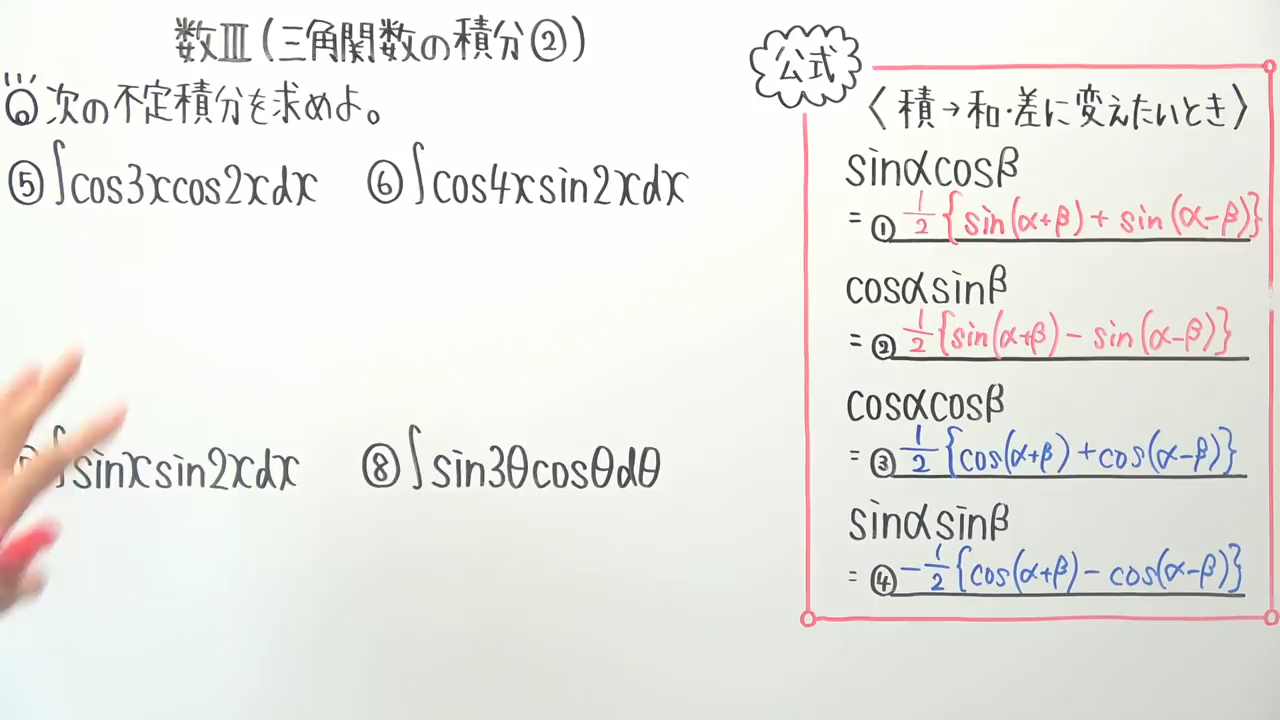 数Ⅲ(三角関数の積分②)
次の不定積分を求めよ。
⑤∫cos3xcos2xdx
⑥∫cos4xsin2xdx
∫sinxsin2xdx
⑧∫sin3θcosθdθ
公式
〈積→和・差に変えたいとき〉
sinαcosβ
=①1/2{sin(α+β)+sin(α-β)}
cosαsinβ
=②1/2{sin(α+β)-sin(α-β)}
cosαcosβ
=③1/2{cos(α+β)+cos(α-β)}
sinαsinβ
=④-1/2{cos(α+β)-cos(α-β)}